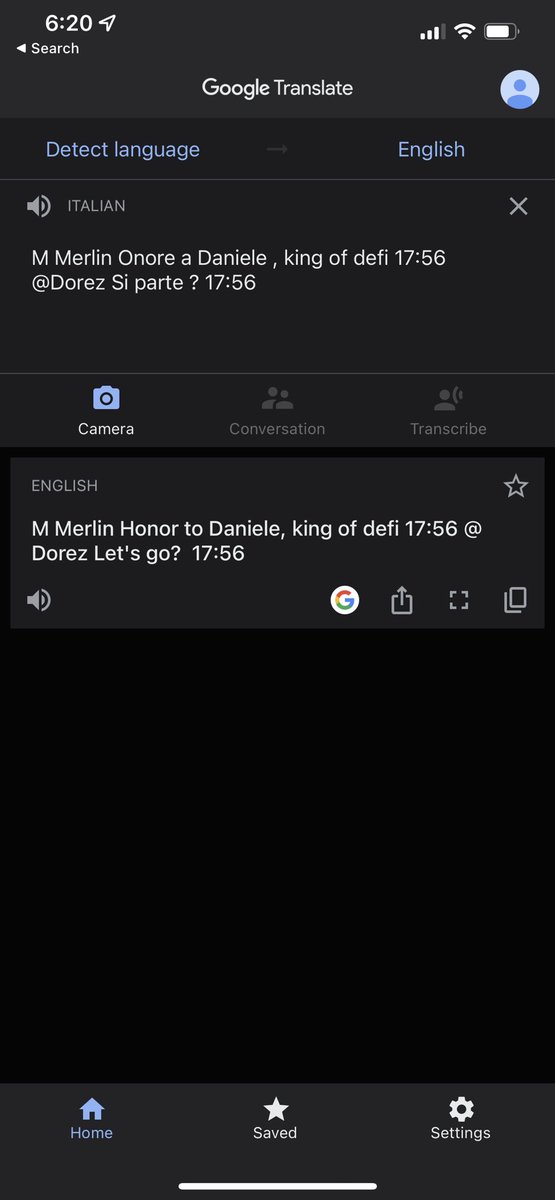 6:20
◀ Search
Google Translate
Detect language → English
ITALIAN
M Merlin Onore a Daniele , king of defi 17:56
@Dorez Si parte ? 17:56
Camera Conversation Transcribe
ENGLISH
M Merlin Honor to Daniele, king of defi 17:56 @
Dorez Let's go?  17:56
G
Home Saved Settings